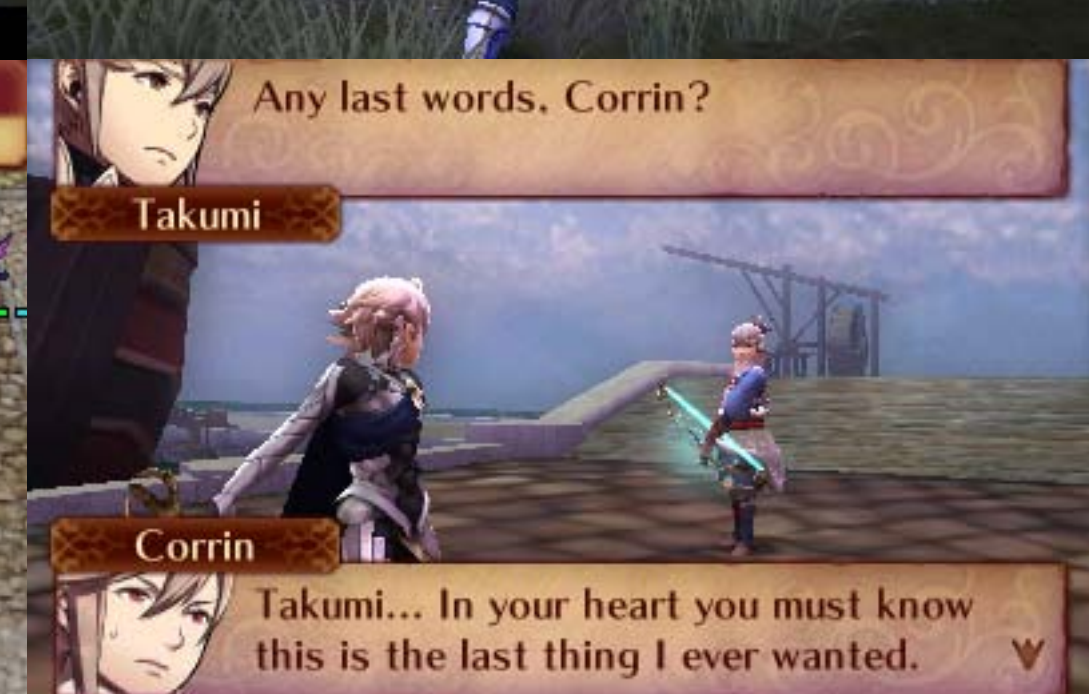 Any last words, Corrin?
Takumi
Corrin
Takumi... In your heart you must know
this is the last thing I ever wanted.